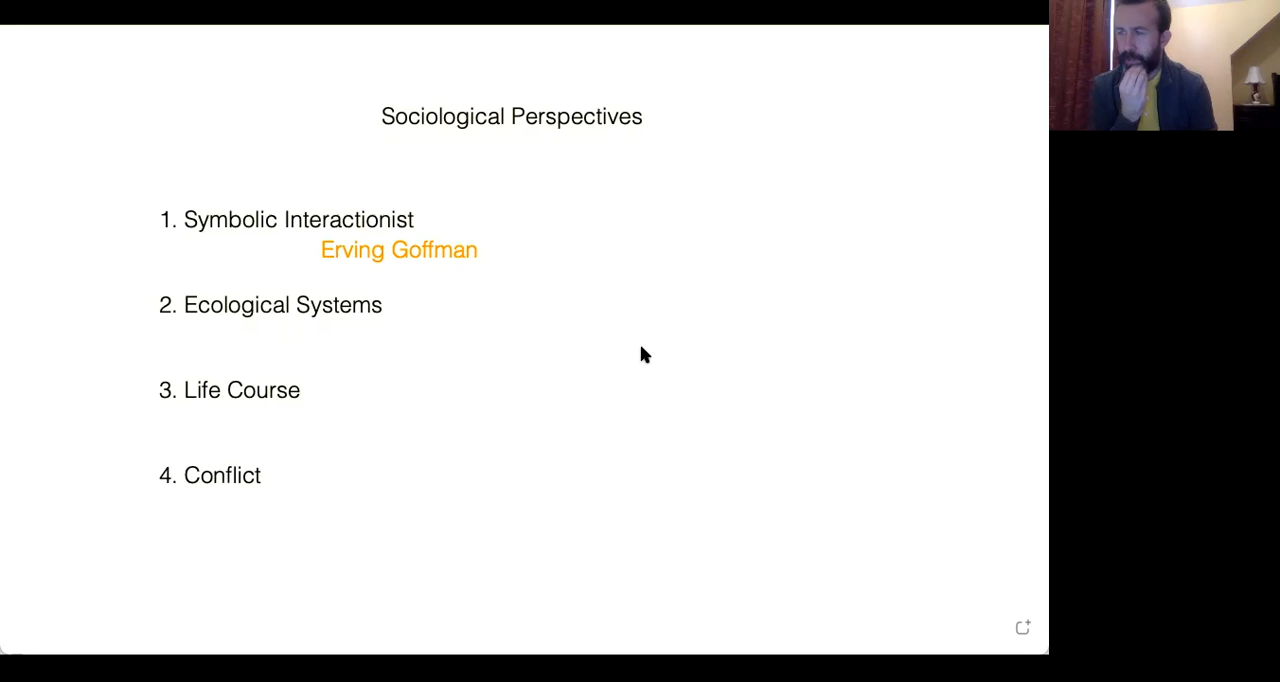 Sociological Perspectives
1. Symbolic Interactionist
Erving Goffman
2. Ecological Systems
3. Life Course
4. Conflict